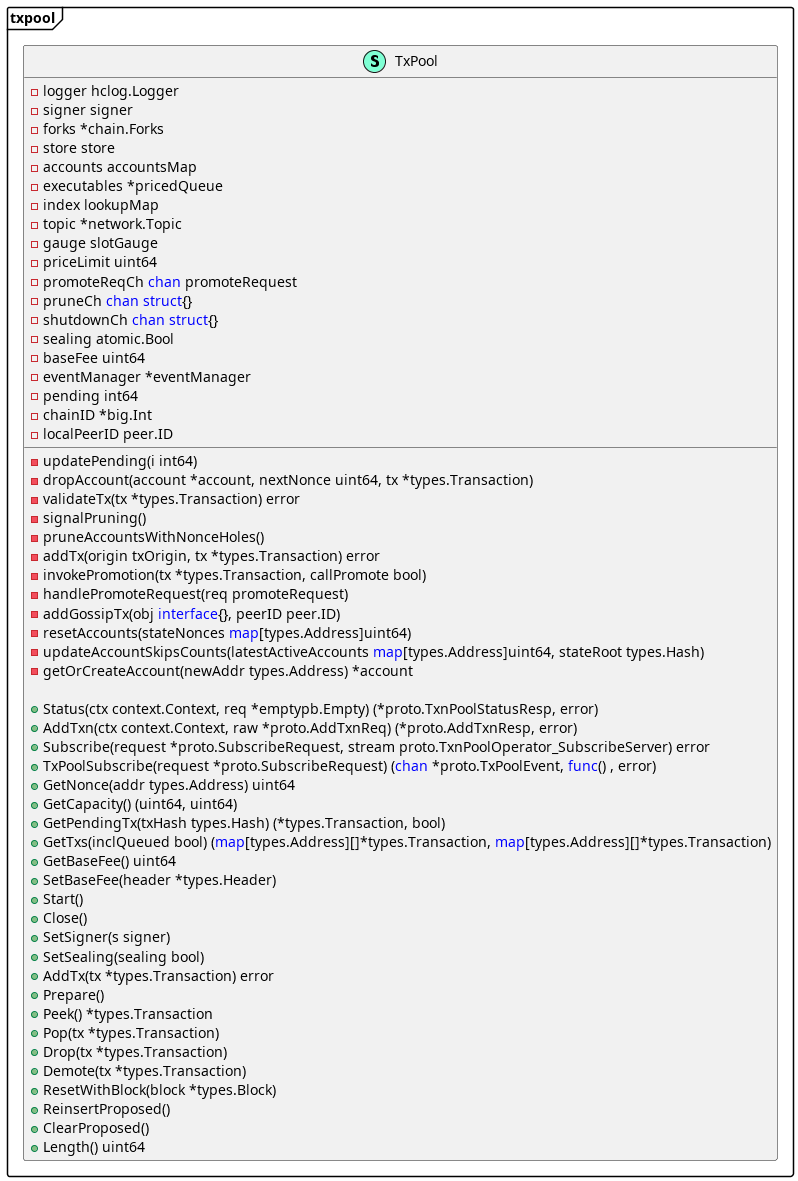 txpool
S TxPool
logger hclog.Logger
signer signer
forks *chain.Forks
store store
accounts accountsMap
executables *pricedQueue
index lookupMap
topic *network.Topic
gauge slotGauge
priceLimit uint64
promoteReqCh chan promoteRequest
pruneCh chan struct{}
shutdownCh chan struct{}
sealing atomic.Bool
baseFee uint64
eventManager *eventManager
pending int64
chainID *big.Int
localPeerID peer.ID
updatePending(i int64)
dropAccount(account *account, nextNonce uint64, tx *types.Transaction)
validateTx(tx *types.Transaction) error
signalPruning()
pruneAccountsWithNonceHoles()
addTx(origin txOrigin, tx *types.Transaction) error
invokePromotion(tx *types.Transaction, callPromote bool)
handlePromoteRequest(req promoteRequest)
addGossipTx(obj interface{}, peerID peer.ID)
resetAccounts(stateNonces map[types.Address]uint64)
updateAccountSkipsCounts(latestActiveAccounts map[types.Address]uint64, stateRoot types.Hash)
getOrCreateAccount(newAddr types.Address) *account
Status(ctx context.Context, req *emptypb.Empty) (*proto.TxnPoolStatusResp, error)
AddTxn(ctx context.Context, raw *proto.AddTxnReq) (*proto.AddTxnResp, error)
Subscribe(request *proto.SubscribeRequest, stream proto.TxnPoolOperator_SubscribeServer) error
TxPoolSubscribe(request *proto.SubscribeRequest) (chan *proto.TxPoolEvent, func() , error)
GetNonce(addr types.Address) uint64
GetCapacity() (uint64, uint64)
GetPendingTx(txHash types.Hash) (*types.Transaction, bool)
GetTxs(inclQueued bool) (map[types.Address][]*types.Transaction, map[types.Address][]*types.Transaction)
GetBaseFee() uint64
SetBaseFee(header *types.Header)
Start()
Close()
SetSigner(s signer)
SetSealing(sealing bool)
AddTx(tx *types.Transaction) error
Prepare()
Peek() *types.Transaction
Pop(tx *types.Transaction)
Drop(tx *types.Transaction)
Demote(tx *types.Transaction)
ResetWithBlock(block *types.Block)
ReinsertProposed()
ClearProposed()
Length() uint64